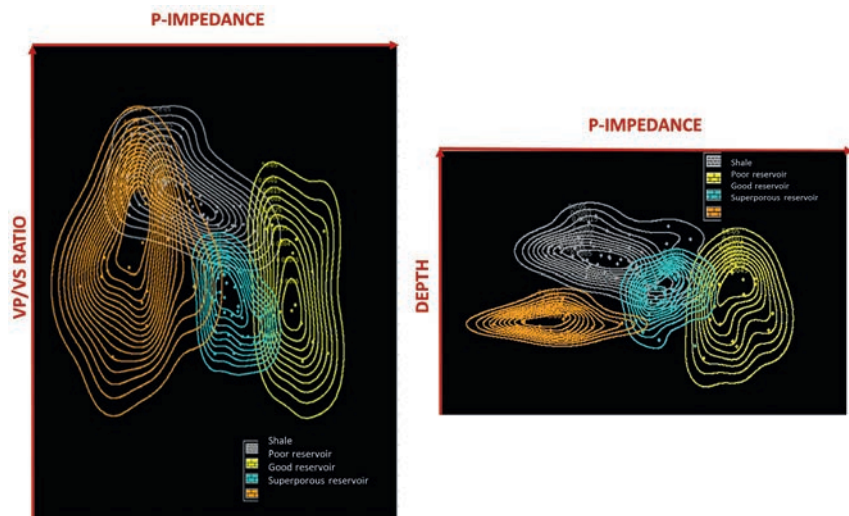 P-IMPEDANCE
VP/VS RATIO
Shale
Poor reservoir
Good reservoir
Superporous reservoir
P-IMPEDANCE
DEPTH
Shale
Poor reservoir
Good reservoir
Superporous reservoir